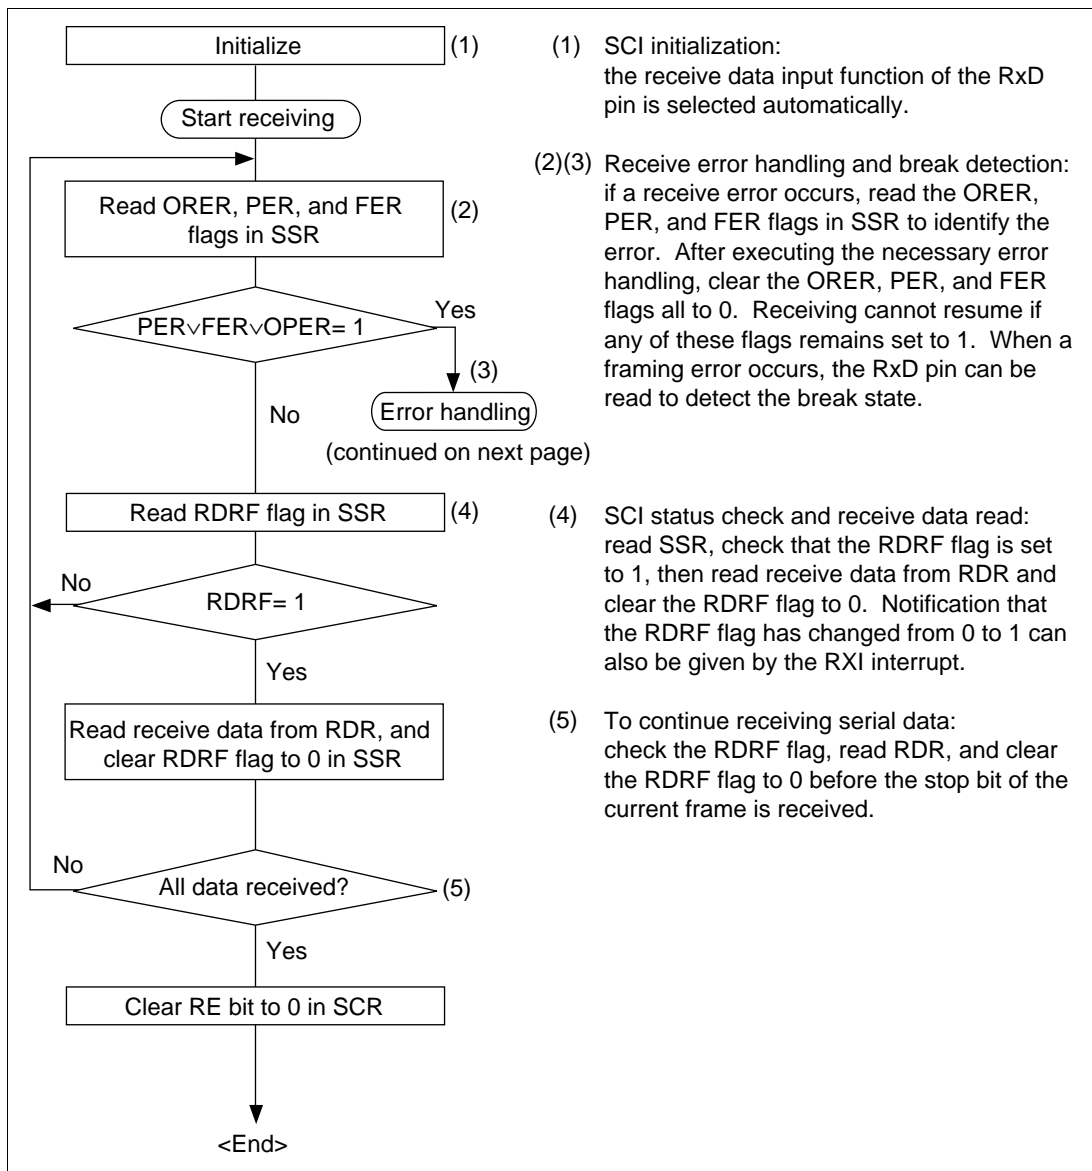 Initialize
(1)
Start receiving
Read ORER, PER, and FER
flags in SSR
(2)
PER∨FER∨OPER= 1
Yes
(3)
Error handling
(continued on next page)
No
Read RDRF flag in SSR
(4)
No
RDRF= 1
Yes
Read receive data from RDR, and
clear RDRF flag to 0 in SSR
No
All data received?
(5)
Yes
Clear RE bit to 0 in SCR
<End>
(1) SCI initialization:
the receive data input function of the RxD
pin is selected automatically.
(2)(3) Receive error handling and break detection:
if a receive error occurs, read the ORER,
PER, and FER flags in SSR to identify the
error. After executing the necessary error
handling, clear the ORER, PER, and FER
flags all to 0. Receiving cannot resume if
any of these flags remains set to 1. When a
framing error occurs, the RxD pin can be
read to detect the break state.
(4) SCI status check and receive data read:
read SSR, check that the RDRF flag is set
to 1, then read receive data from RDR and
clear the RDRF flag to 0. Notification that
the RDRF flag has changed from 0 to 1 can
also be given by the RXI interrupt.
(5) To continue receiving serial data:
check the RDRF flag, read RDR, and clear
the RDRF flag to 0 before the stop bit of the
current frame is received.